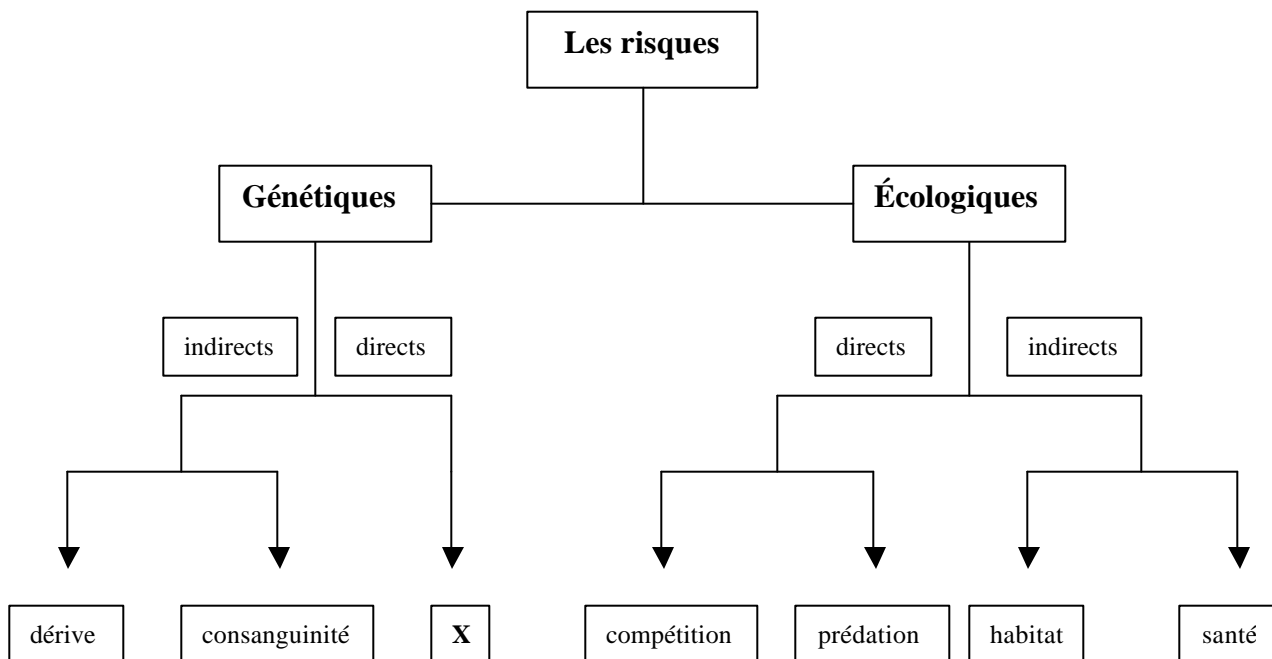 Les risques
Génétiques
Écologiques
indirects
directs
directs
indirects
dérive
consanguinité
X
compétition
prédation
habitat
santé